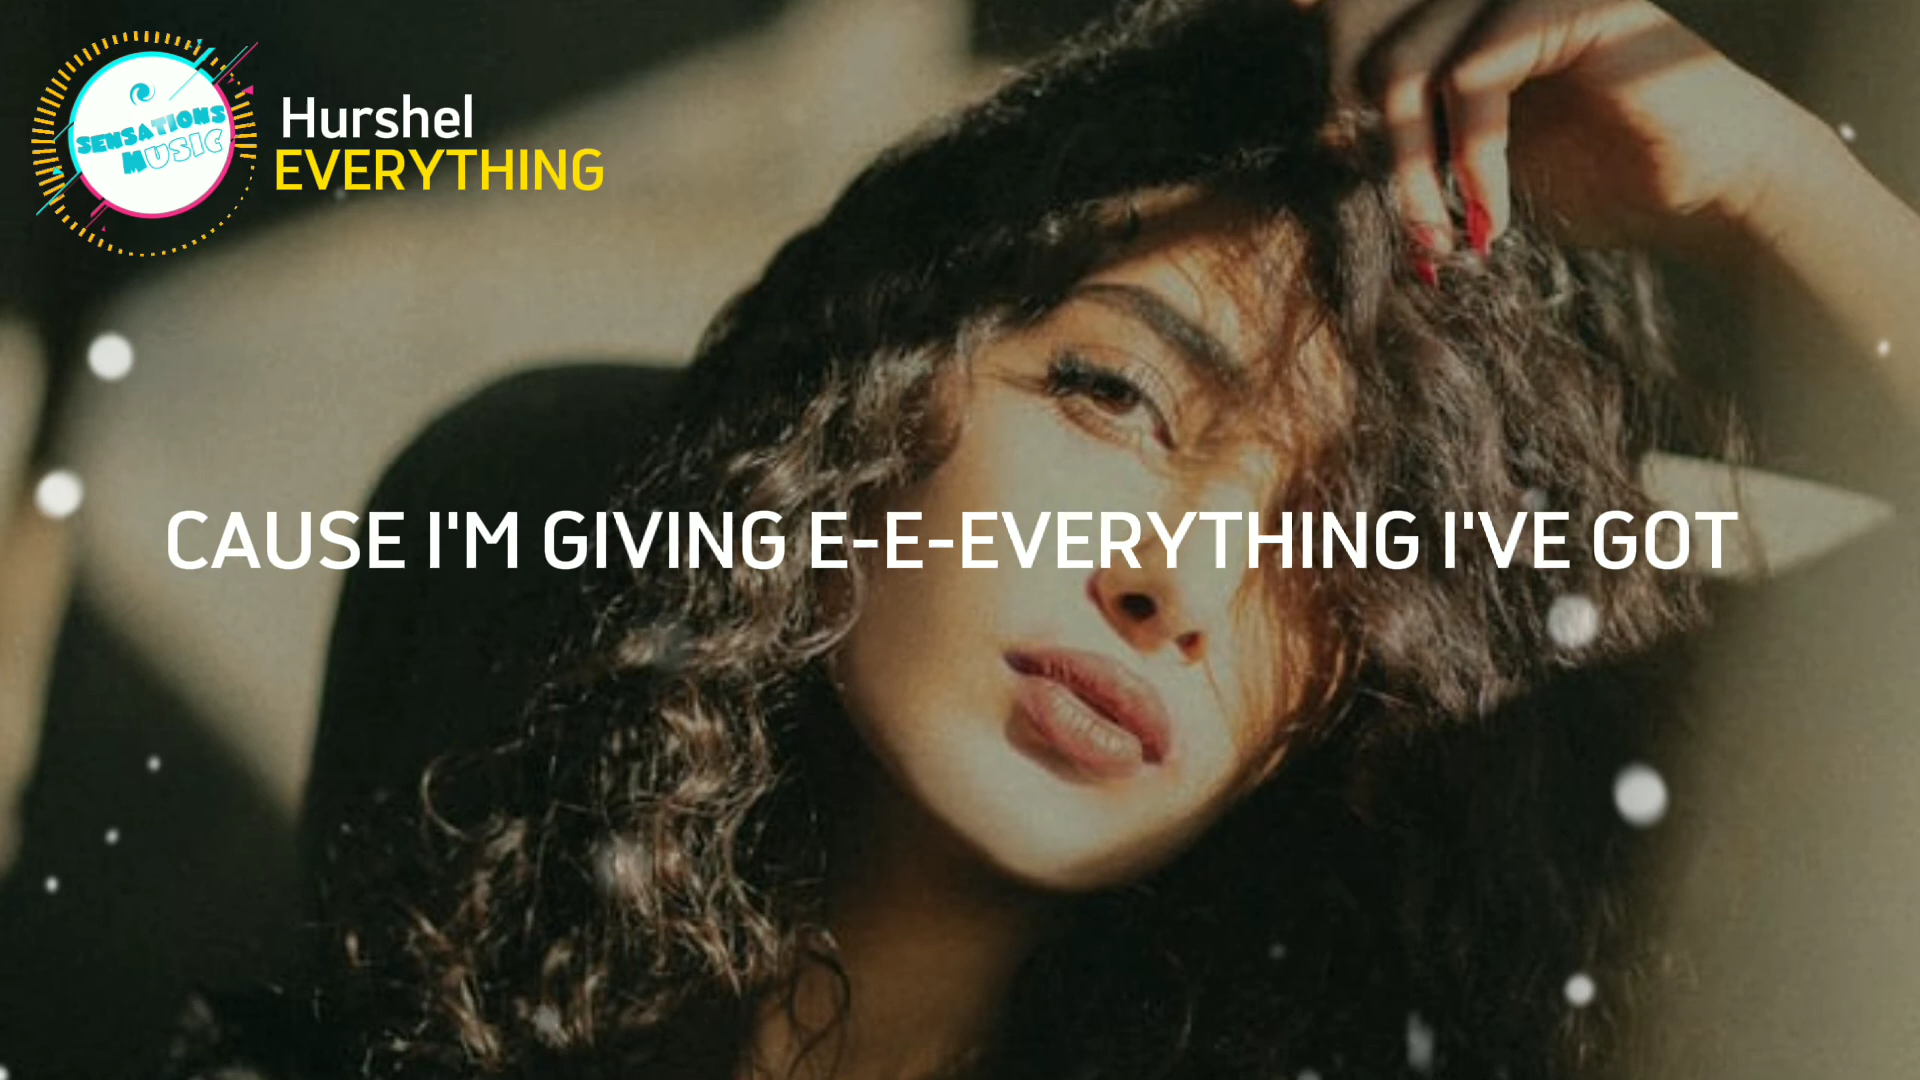 SENSATIONS
MUSIC
Hurshel
EVERYTHING
CAUSE I'M GIVING E-E-EVERYTHING I'VE GOT